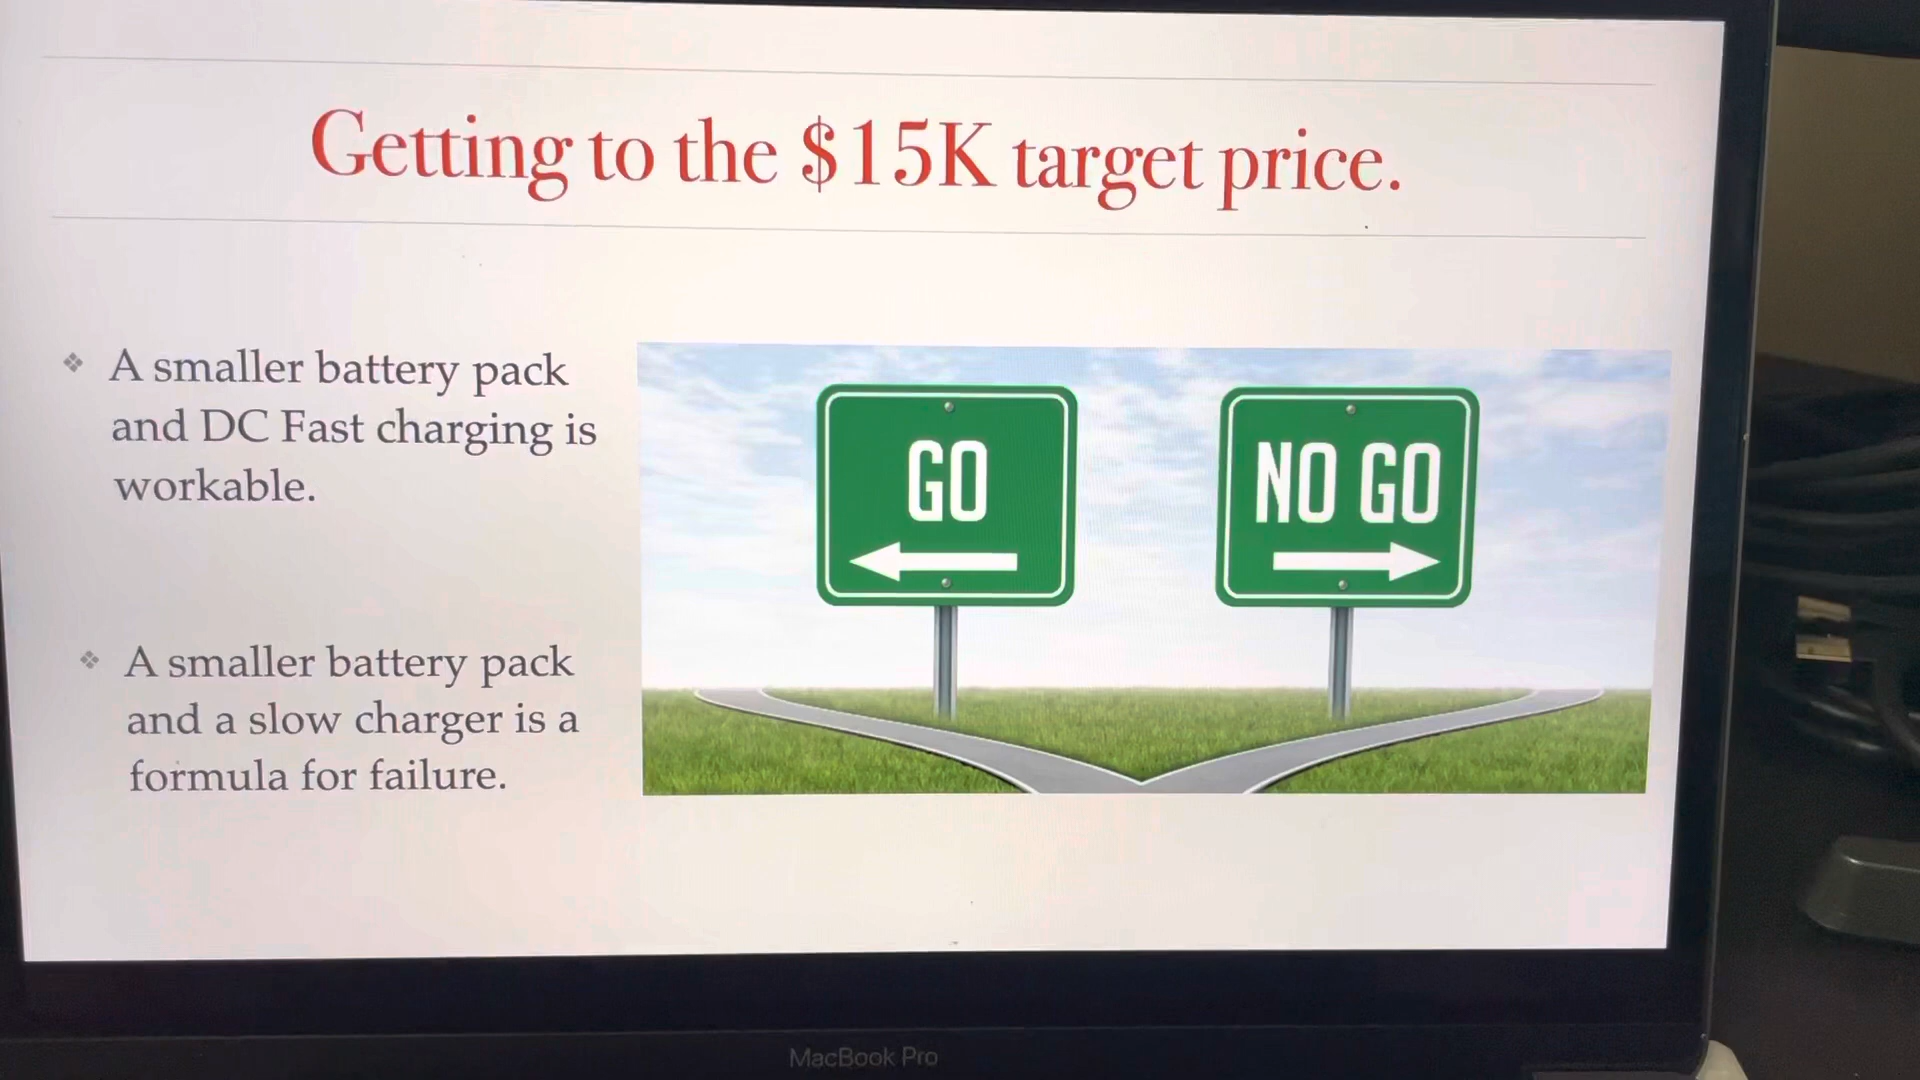 Getting to the $15K target price.
A smaller battery pack
and DC Fast charging is
workable.
A smaller battery pack
and a slow charger is a
formula for failure.
GO
NO GO
MacBook Pro